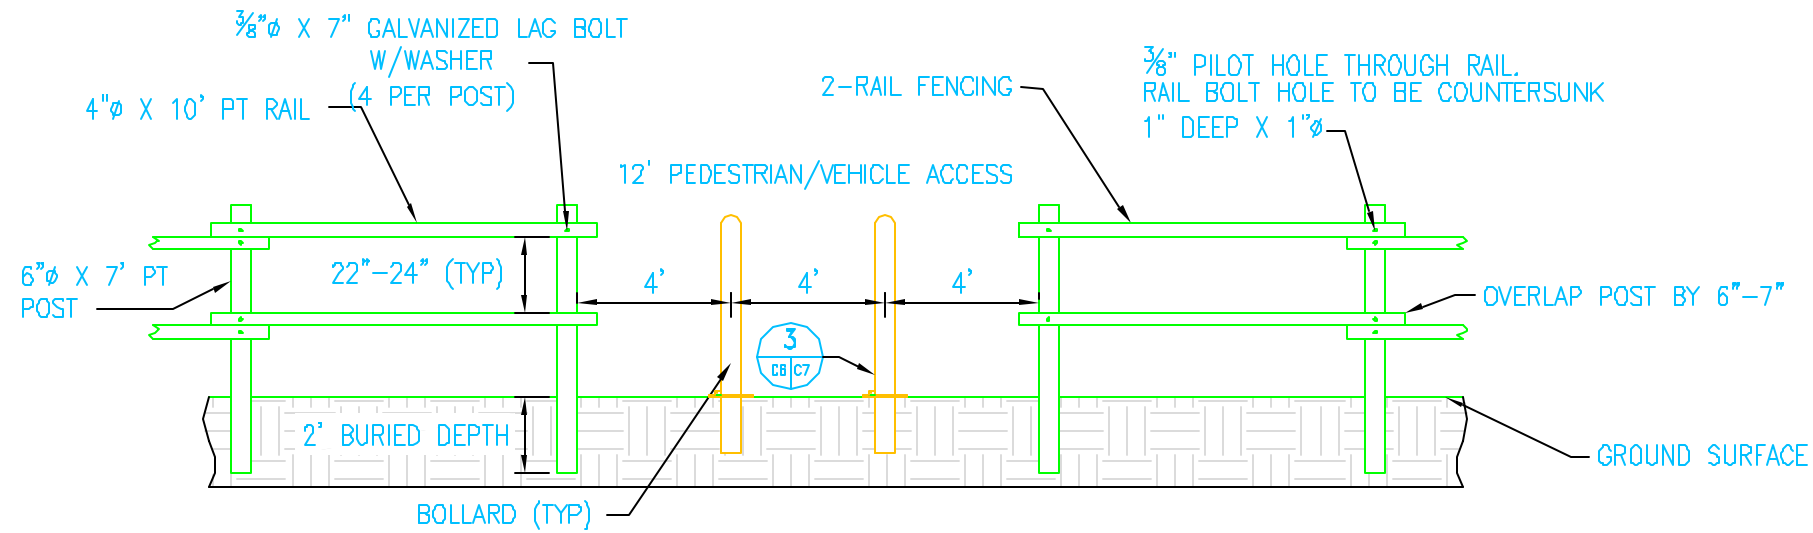 3/8"ø X 7" GALVANIZED LAG BOLT
W/WASHER
(4 PER POST)
4"ø X 10' PT RAIL
2-RAIL FENCING
3/8" PILOT HOLE THROUGH RAIL.
RAIL BOLT HOLE TO BE COUNTERSUNK
1" DEEP X 1"ø
12' PEDESTRIAN/VEHICLE ACCESS
6"ø X 7' PT
POST
22"-24" (TYP)
4'
4'
4'
OVERLAP POST BY 6"-7"
3
C6 C7
2' BURIED DEPTH
GROUND SURFACE
BOLLARD (TYP)